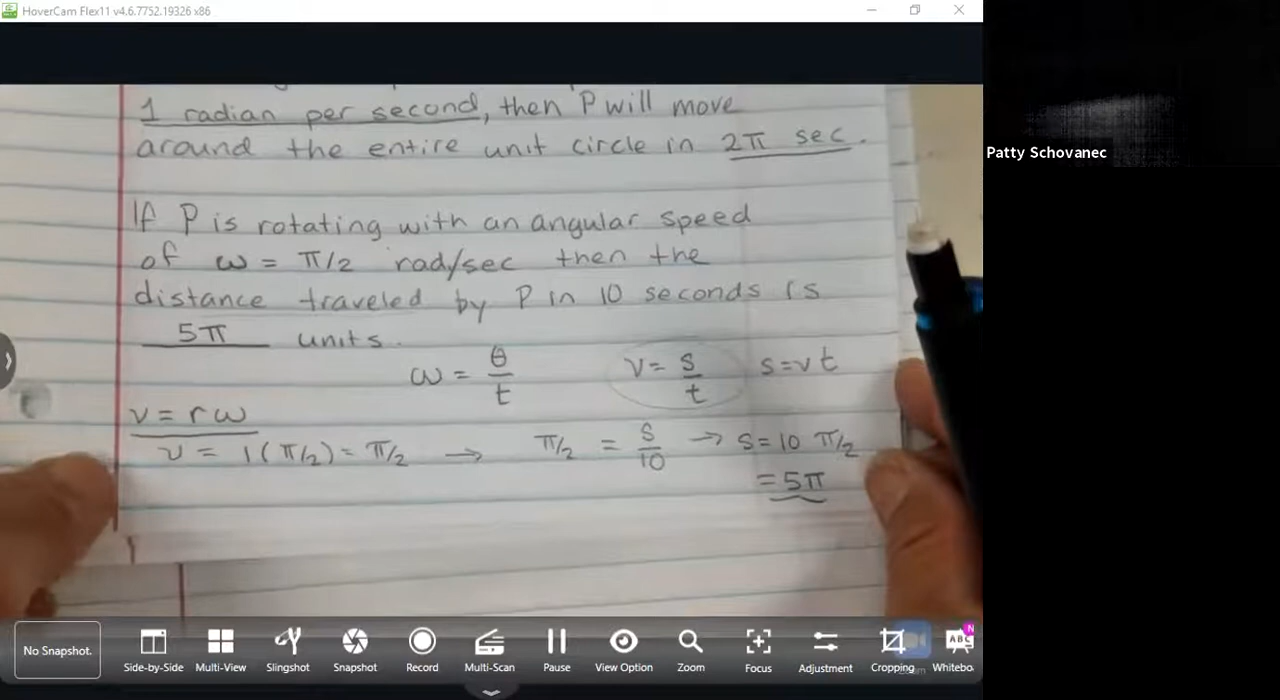 HoverCam Flex11 v4.6.7752.19326 x86
1 radian per second, then P will move
around the entire unit circle in 2π sec.
If P is rotating with an angular speed
of ω = π/2 rad/sec then the
distance traveled by P in 10 seconds is
5π units.
ω = θ/t v = s/t s = v t
v = r ω
v = 1(π/2) = π/2 → π/2 = s/10 → s = 10 π/2
= 5π
Patty Schovanec
No Snapshot.
Side-by-Side
Multi-View
Slingshot
Snapshot
Record
Multi-Scan
Pause
View Option
Zoom
Focus
Adjustment
Cropping
ABC
N
Whitebo